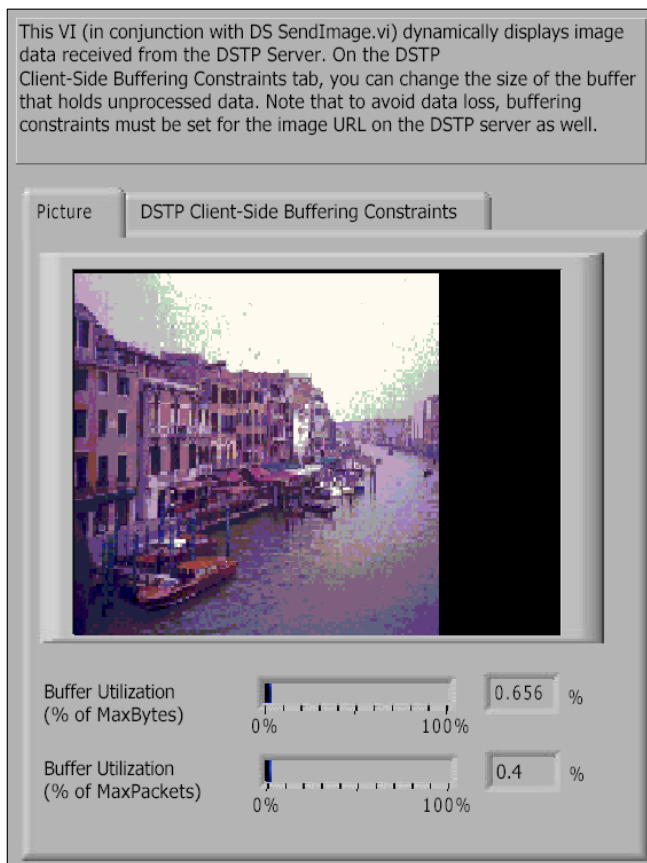 This VI (in conjunction with DS SendImage.vi) dynamically displays image
data received from the DSTP Server. On the DSTP
Client-Side Buffering Constraints tab, you can change the size of the buffer
that holds unprocessed data. Note that to avoid data loss, buffering
constraints must be set for the image URL on the DSTP server as well.
Picture
DSTP Client-Side Buffering Constraints
Buffer Utilization
(% of MaxBytes)
0%
100%
0.656
%
Buffer Utilization
(% of MaxPackets)
0%
100%
0.4
%